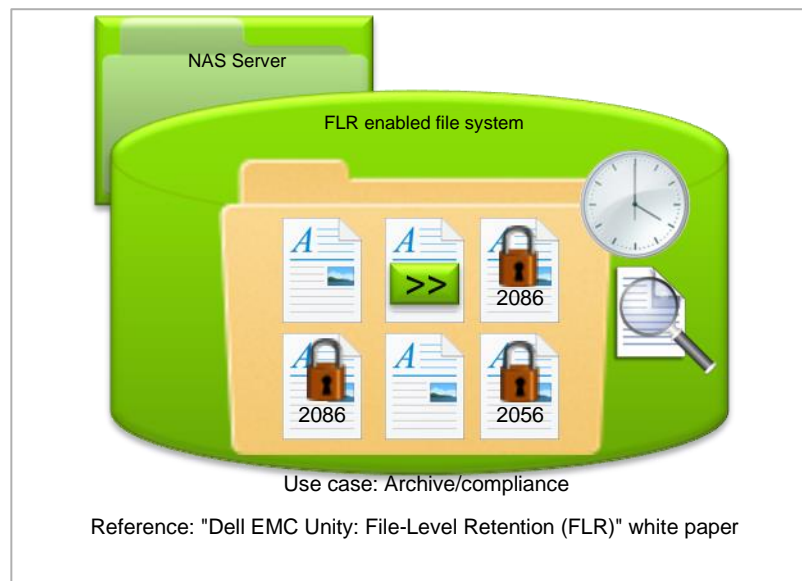 NAS Server
FLR enabled file system
A
A
>>
A
2086
A
2086
A
A
2056
Use case: Archive/compliance
Reference: "Dell EMC Unity: File-Level Retention (FLR)" white paper